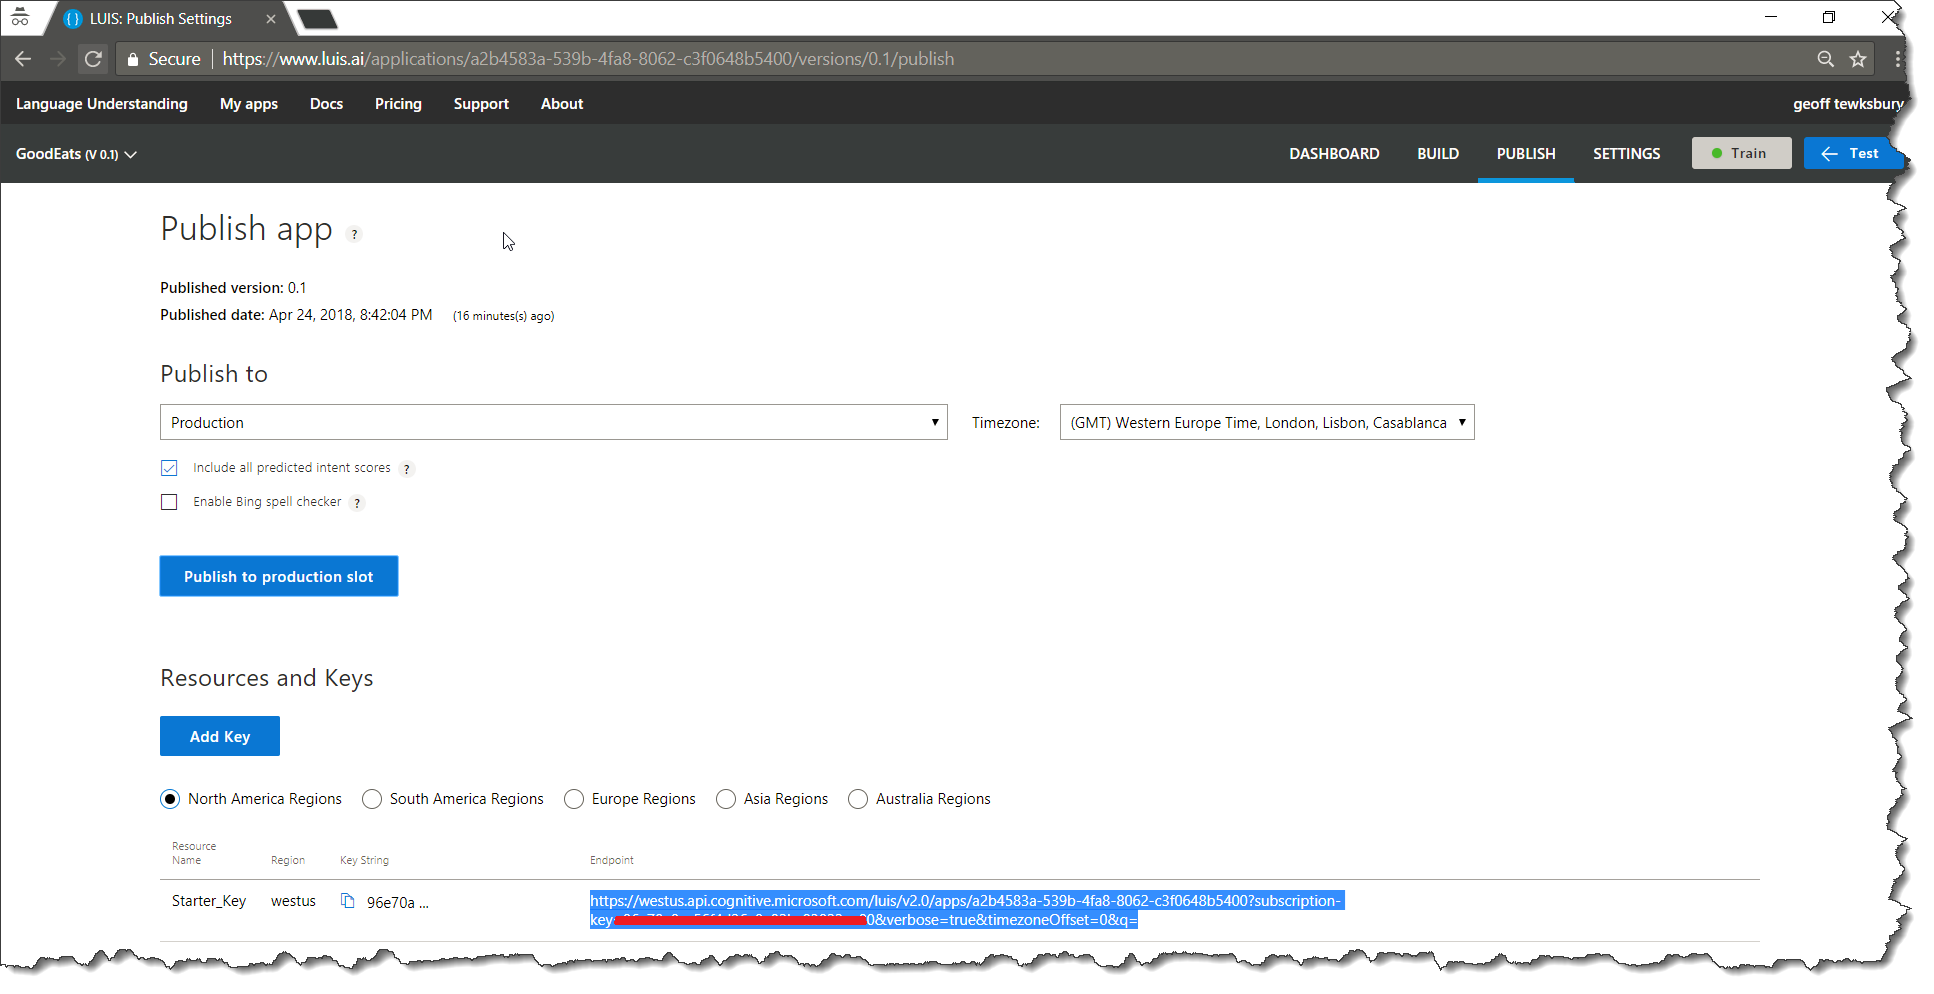 LUIS: Publish Settings
Secure https://www.luis.ai/applications/a2b4583a-539b-4fa8-8062-c3f0648b5400/versions/0.1/publish
Language Understanding My apps Docs Pricing Support About geoff tewksbury
GoodEats (V 0.1) DASHBOARD BUILD PUBLISH SETTINGS Train Test
Publish app ?
Published version: 0.1
Published date: Apr 24, 2018, 8:42:04 PM (16 minutes(s) ago)
Publish to
Production Timezone: (GMT) Western Europe Time, London, Lisbon, Casablanca
Include all predicted intent scores ?
Enable Bing spell checker ?
Publish to production slot
Resources and Keys
Add Key
North America Regions South America Regions Europe Regions Asia Regions Australia Regions
Resource
Name Region Key String Endpoint
Starter_Key westus 96e70a ... https://westus.api.cognitive.microsoft.com/luis/v2.0/apps/a2b4583a-539b-4fa8-8062-c3f0648b5400?subscription-
key 0&verbose=true&timezoneOffset=0&q=